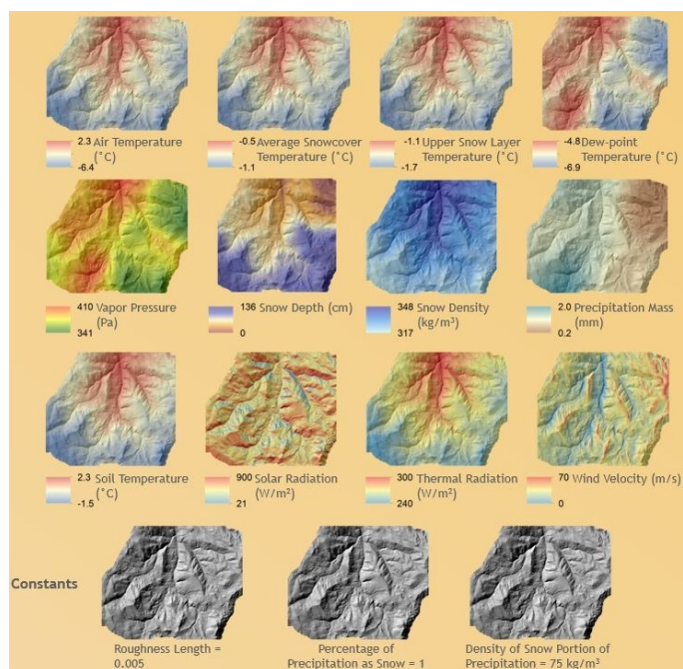 2.3 Air Temperature
(˚C)
-6.4
-0.5 Average Snowcover
Temperature (˚C)
-1.1
-1.1 Upper Snow Layer
Temperature (˚C)
-1.7
-4.8 Dew-point
Temperature (˚C)
-6.9
410 Vapor Pressure
(Pa)
341
136 Snow Depth (cm)
0
348 Snow Density
(kg/m³)
317
2.0 Precipitation Mass
(mm)
0.2
2.3 Soil Temperature
(˚C)
-1.5
900 Solar Radiation
(W/m²)
21
300 Thermal Radiation
(W/m²)
240
70 Wind Velocity (m/s)
0
Constants
Roughness Length =
0.005
Percentage of
Precipitation as Snow = 1
Density of Snow Portion of
Precipitation = 75 kg/m³